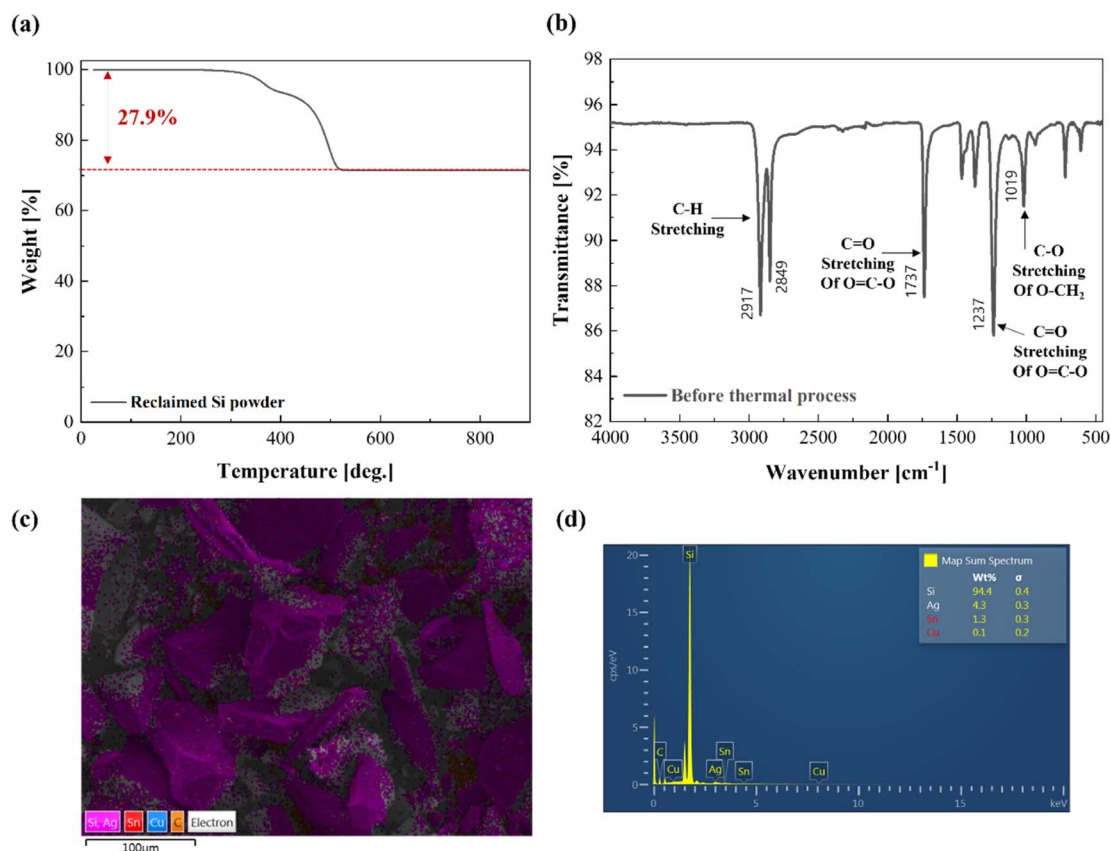 (a)
100
80
60
40
20
0
27.9%
Reclaimed Si powder
0
200
400
600
800
Weight [%]
Temperature [deg.]
(b)
98
96
94
92
90
88
86
84
82
C-H
Stretching
2917
2849
C=O
Stretching
Of O=C-O
1737
1237
1019
C-O
Stretching
Of O-CH₂
C=O
Stretching
Of O=C-O
Before thermal process
4000
3500
3000
2500
2000
1500
1000
500
Transmittance [%]
Wavenumber [cm⁻¹]
(c)
Si, Ag Sn Cu C Electron
100μm
(d)
20
15
10
5
0
cps/eV
Si
C
Cu
Ag
Sn
Sn
Cu
0 5 10 15 keV
Map Sum Spectrum
Wt% σ
Si 94.4 0.4
Ag 4.3 0.3
Sn 1.3 0.3
Cu 0.1 0.2